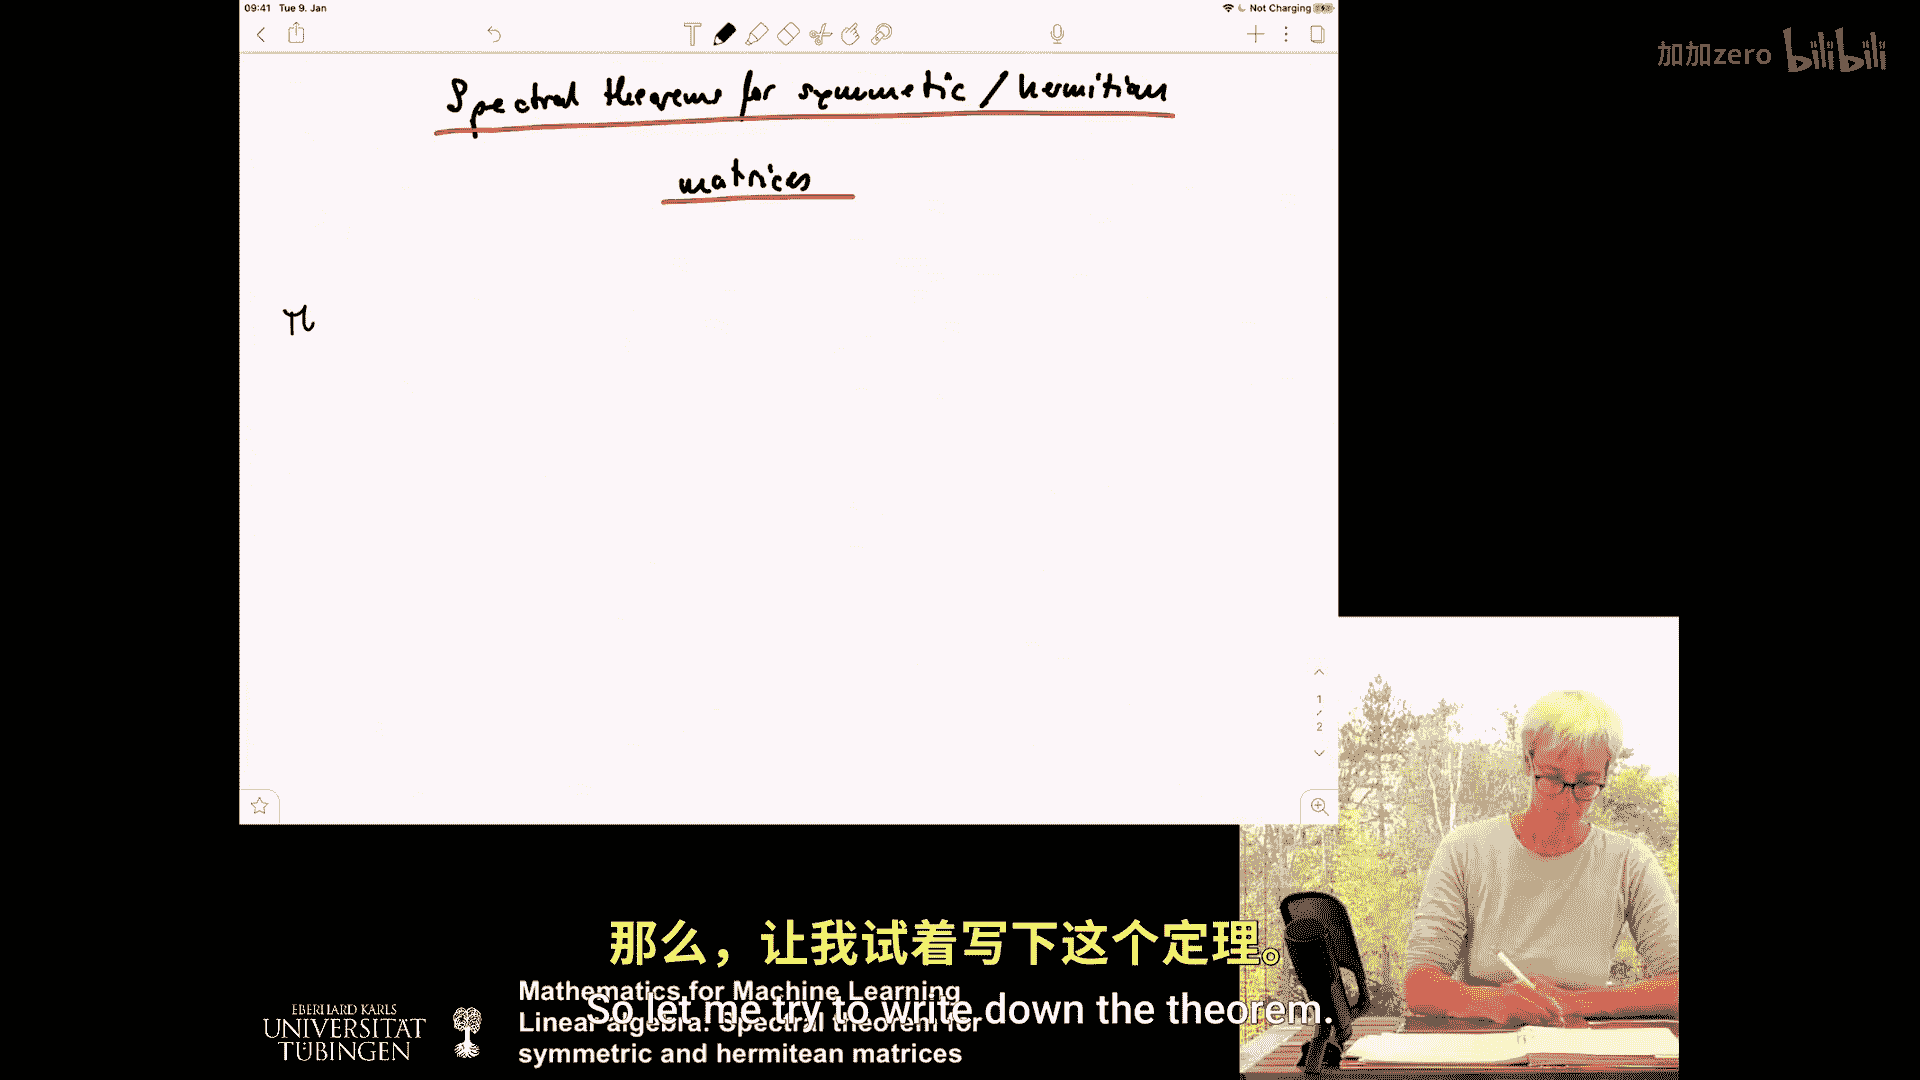 09:41 Tue 9. Jan
Not Charging
加加zero bilibili
Spectral theorems for symmetric / hermitian
matrices
Th
1
2
那么，让我试着写下这个定理。
So let me try to write down the theorem.
Mathematics for Machine Learning
Linear algebra: Spectral theorem for
symmetric and hermitean matrices
EBERHARD KARLS
UNIVERSITÄT
TÜBINGEN